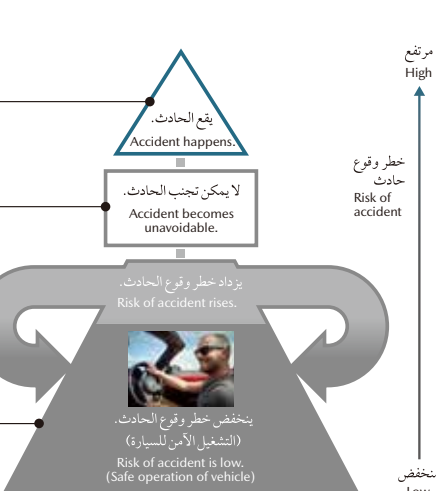 مرتفع
High
يقع الحادث.
Accident happens.
خطر وقوع
حادث
Risk of
accident
لا يمكن تجنب الحادث.
Accident becomes
unavoidable.
يزداد خطر وقوع الحادث.
Risk of accident rises.
ينخفض خطر وقوع الحادث.
(التشغيل الآمن للسيارة)
Risk of accident is low.
(Safe operation of vehicle)
منخفض
Low